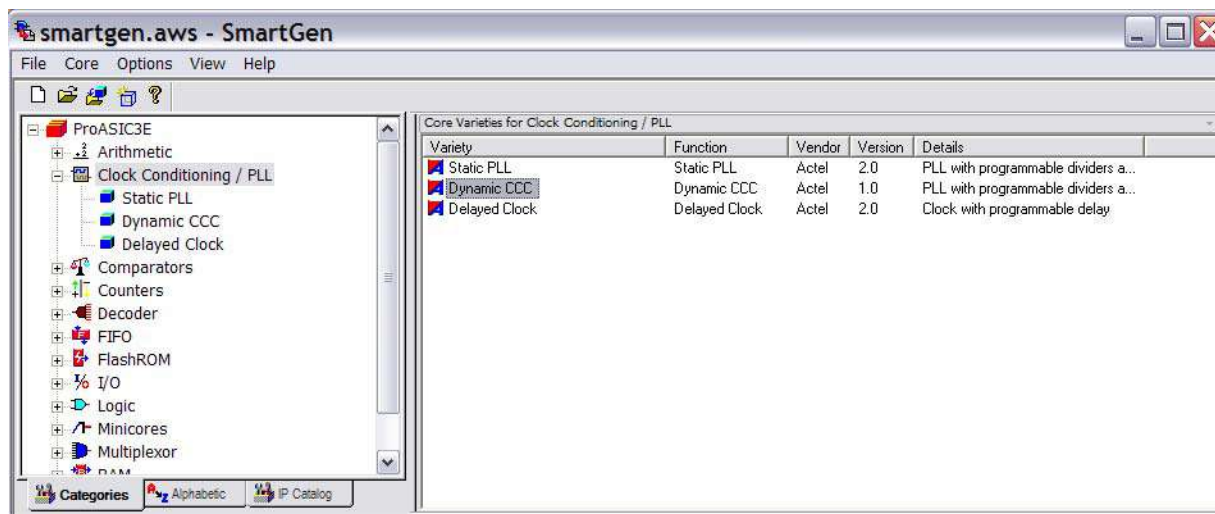 smartgen.aws - SmartGen
File Core Options View Help
ProASIC3E
Arithmetic
Clock Conditioning / PLL
Static PLL
Dynamic CCC
Delayed Clock
Comparators
Counters
Decoder
FIFO
FlashROM
I/O
Logic
Minicores
Multiplexor
RAM
Categories Alphabetic IP Catalog
Core Varieties for Clock Conditioning / PLL
Variety Function Vendor Version Details
Static PLL Static PLL Actel 2.0 PLL with programmable dividers a...
Dynamic CCC Dynamic CCC Actel 1.0 PLL with programmable dividers a...
Delayed Clock Delayed Clock Actel 2.0 Clock with programmable delay